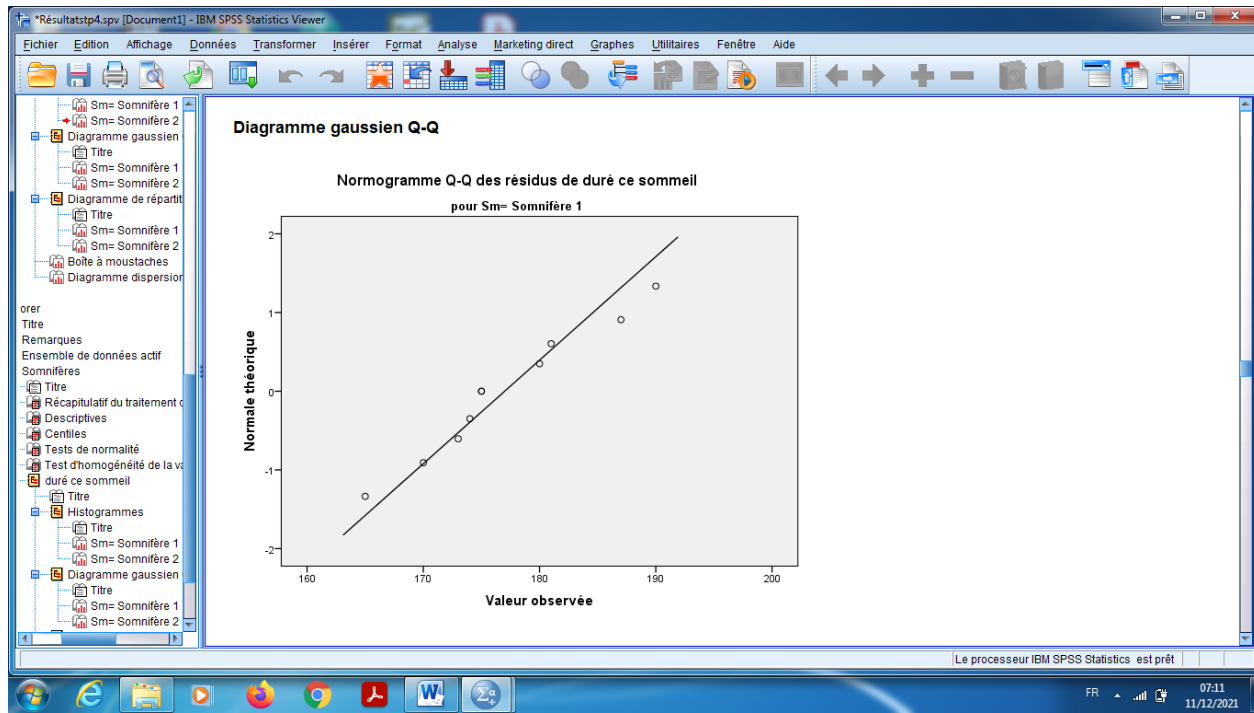 *Résultatstp4.spv [Document1] - IBM SPSS Statistics Viewer
Fichier Edition Affichage Données Transformer Insérer Format Analyse Marketing direct Graphes Utilitaires Fenêtre Aide
Sm= Somnifère 1
Sm= Somnifère 2
Diagramme gaussien
Titre
Sm= Somnifère 1
Sm= Somnifère 2
Diagramme de répartit
Titre
Sm= Somnifère 1
Sm= Somnifère 2
Boîte à moustaches
Diagramme dispersior
orer
Titre
Remarques
Ensemble de données actif
Somnifères
Titre
Récapitulatif du traitement c
Descriptives
Centiles
Tests de normalité
Test d'homogénéité de la va
duré ce sommeil
Titre
Histogrammes
Titre
Sm= Somnifère 1
Sm= Somnifère 2
Diagramme gaussien
Titre
Sm= Somnifère 1
Sm= Somnifère 2
Diagramme gaussien Q-Q
Normogramme Q-Q des résidus de duré ce sommeil
pour Sm= Somnifère 1
Normale théorique
2
1
0
-1
-2
160 170 180 190 200
Valeur observée
Le processeur IBM SPSS Statistics est prêt
FR
07:11
11/12/2021